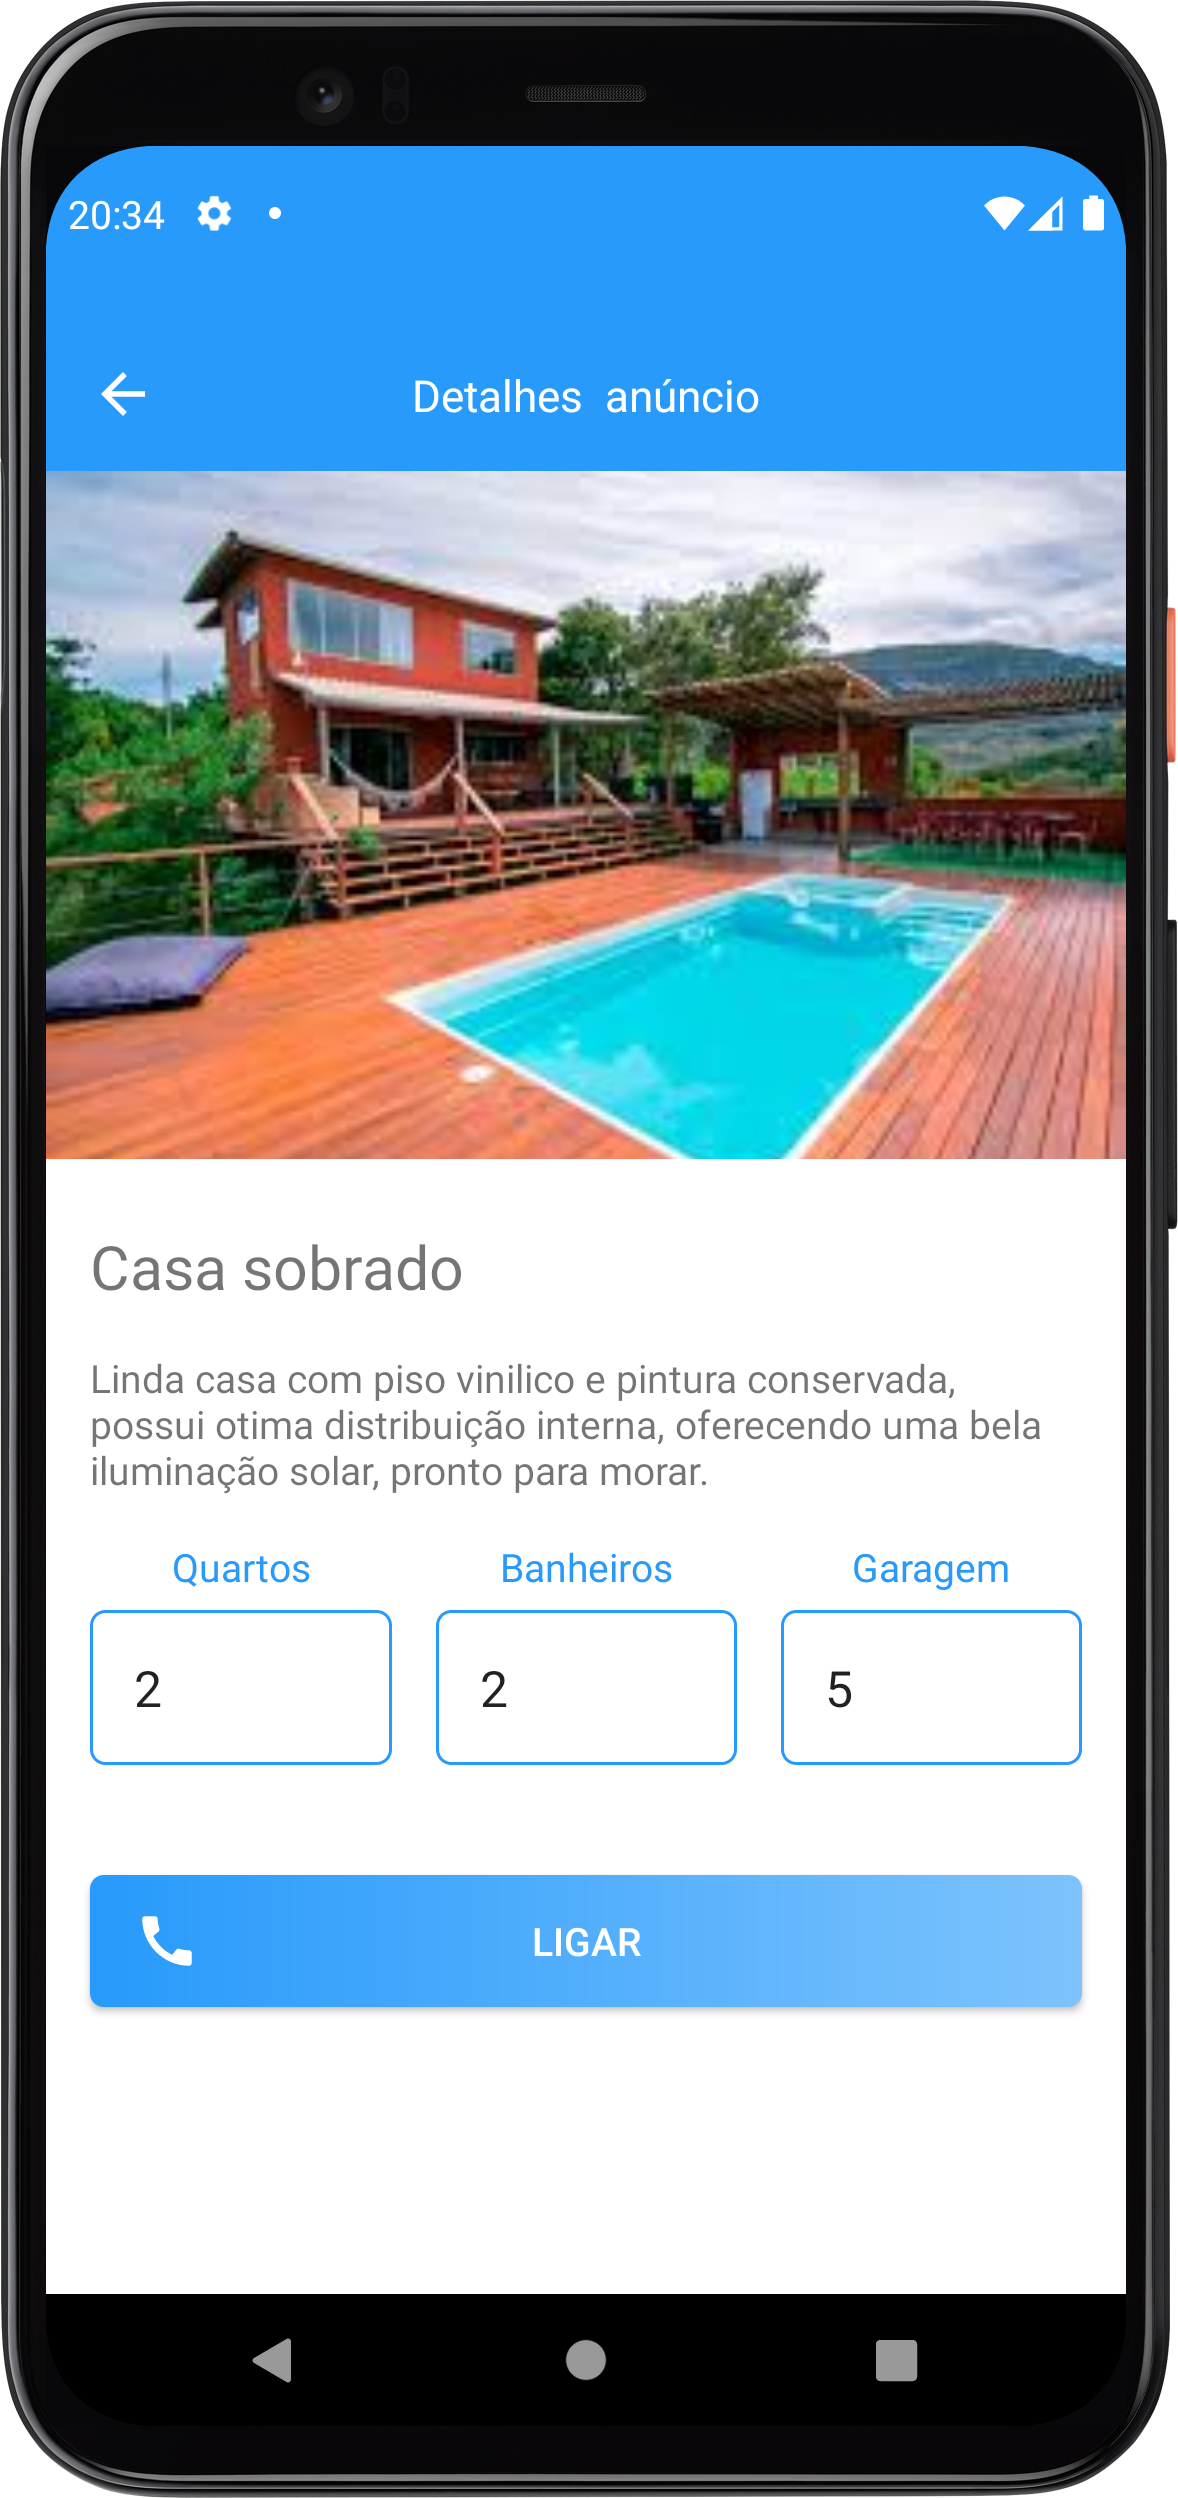 20:34
Detalhes anúncio
Casa sobrado
Linda casa com piso vinilico e pintura conservada,
possui otima distribuição interna, oferecendo uma bela
iluminação solar, pronto para morar.
Quartos Banheiros Garagem
2 2 5
LIGAR